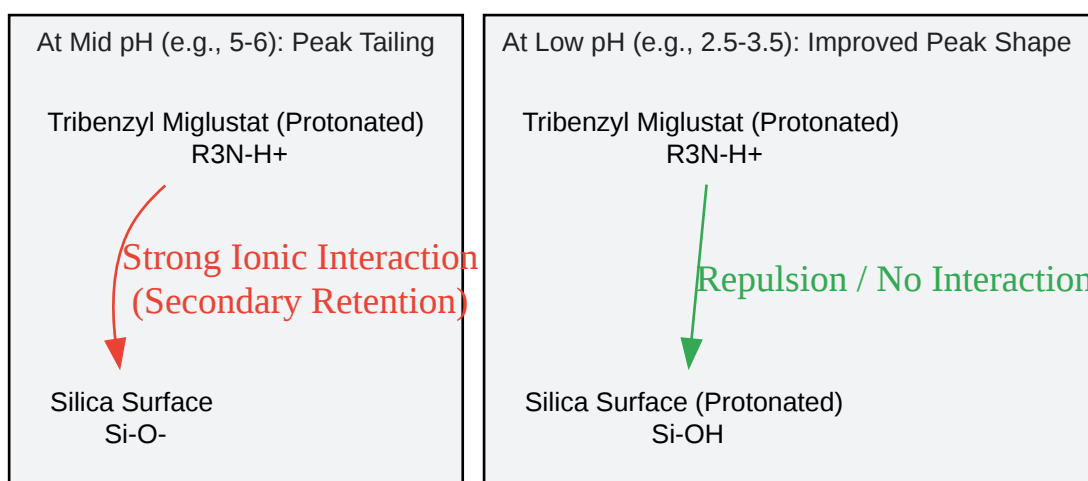 At Mid pH (e.g., 5-6): Peak Tailing
Tribenzyl Miglustat (Protonated)
R3N-H+
Strong Ionic Interaction
(Secondary Retention)
Silica Surface
Si-O-
At Low pH (e.g., 2.5-3.5): Improved Peak Shape
Tribenzyl Miglustat (Protonated)
R3N-H+
Repulsion / No Interaction
Silica Surface (Protonated)
Si-OH